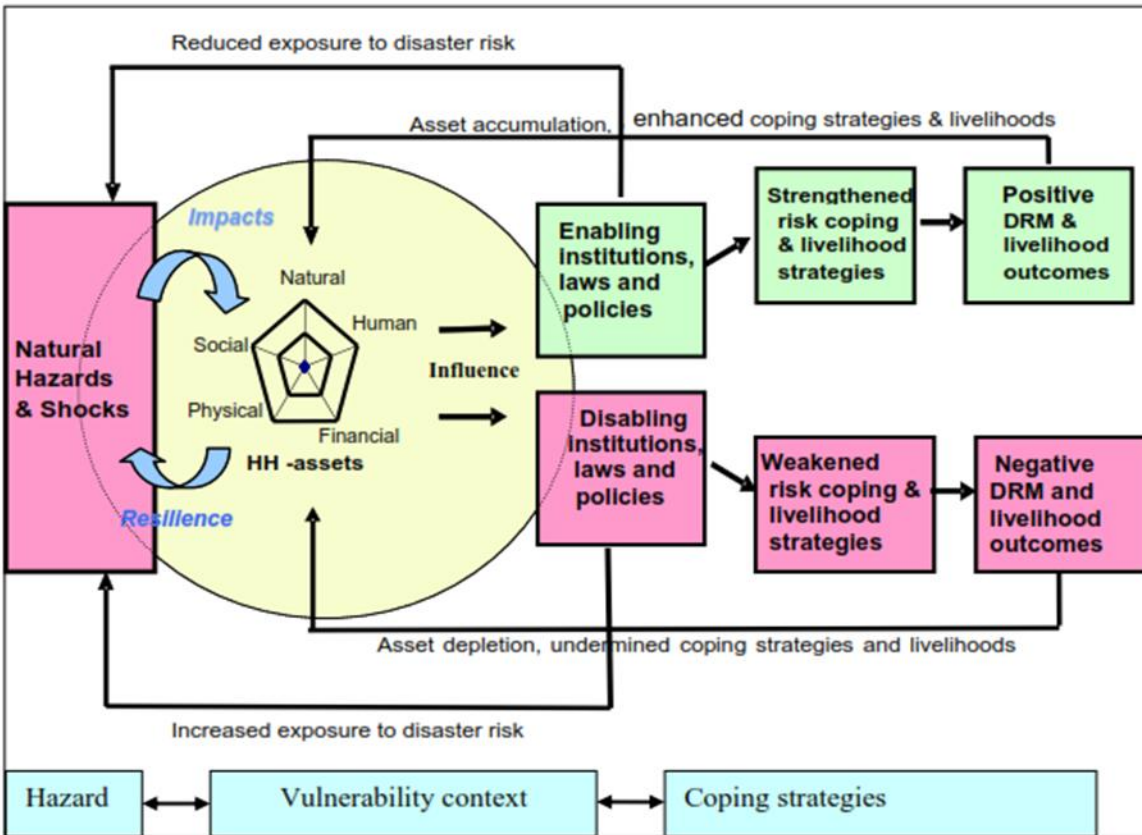 Reduced exposure to disaster risk
Asset accumulation, enhanced coping strategies & livelihoods
Impacts
Natural
Human
Social
Physical
Financial
HH -assets
Resilience
Natural
Hazards
& Shocks
Influence
Enabling
institutions,
laws and
policies
Strengthened
risk coping
& livelihood
strategies
Positive
DRM &
livelihood
outcomes
Disabling
institutions,
laws and
policies
Weakened
risk coping &
livelihood
strategies
Negative
DRM and
livelihood
outcomes
Asset depletion, undermined coping strategies and livelihoods
Increased exposure to disaster risk
Hazard
Vulnerability context
Coping strategies